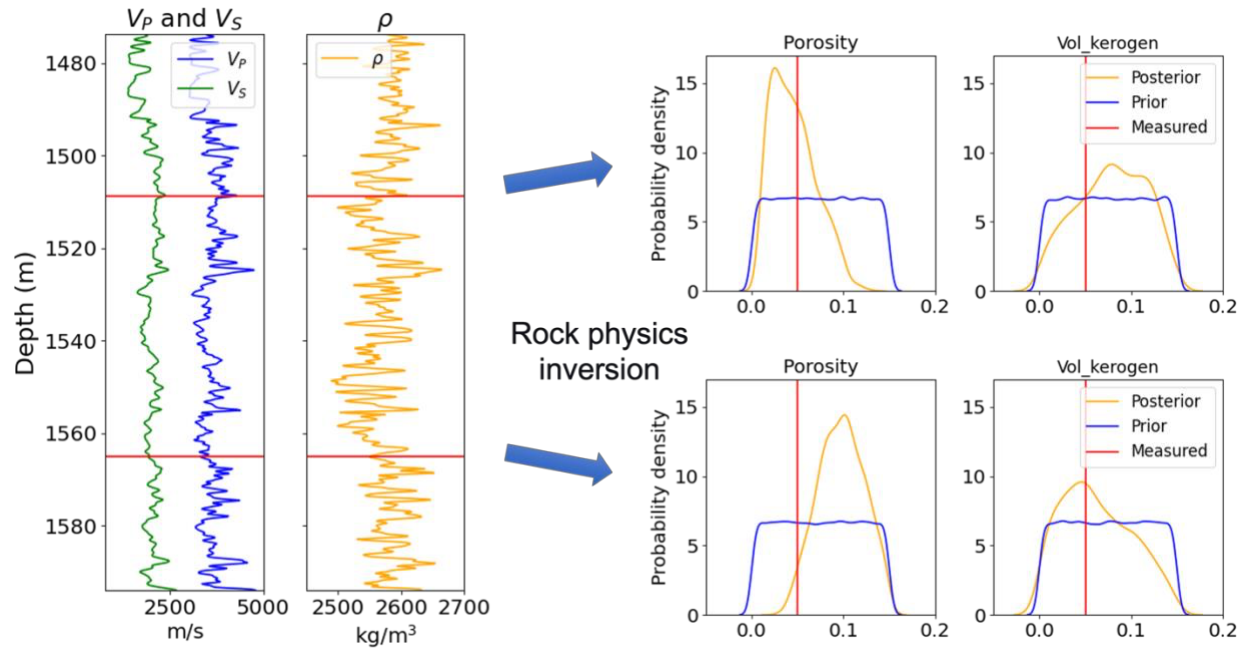 V_P and V_S
V_P
V_S
1480
1500
1520
1540
1560
1580
Depth (m)
2500 5000
m/s
ρ
ρ
2500 2600 2700
kg/m³
Rock physics
inversion
Porosity
Probability density
15
10
5
0
0.0 0.1 0.2
Vol_kerogen
Posterior
Prior
Measured
15
10
5
0
0.0 0.1 0.2
Porosity
Probability density
15
10
5
0
0.0 0.1 0.2
Vol_kerogen
Posterior
Prior
Measured
15
10
5
0
0.0 0.1 0.2